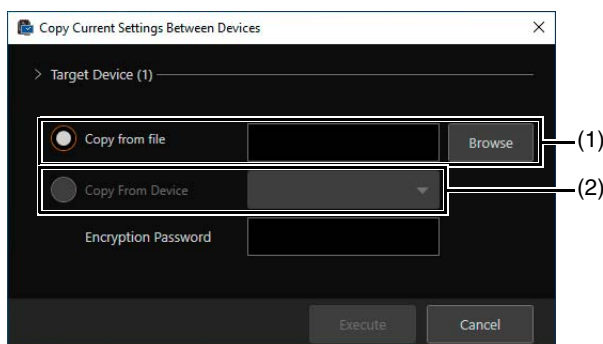 Copy Current Settings Between Devices
> Target Device (1)
Copy from file Browse (1)
Copy From Device (2)
Encryption Password
Execute Cancel